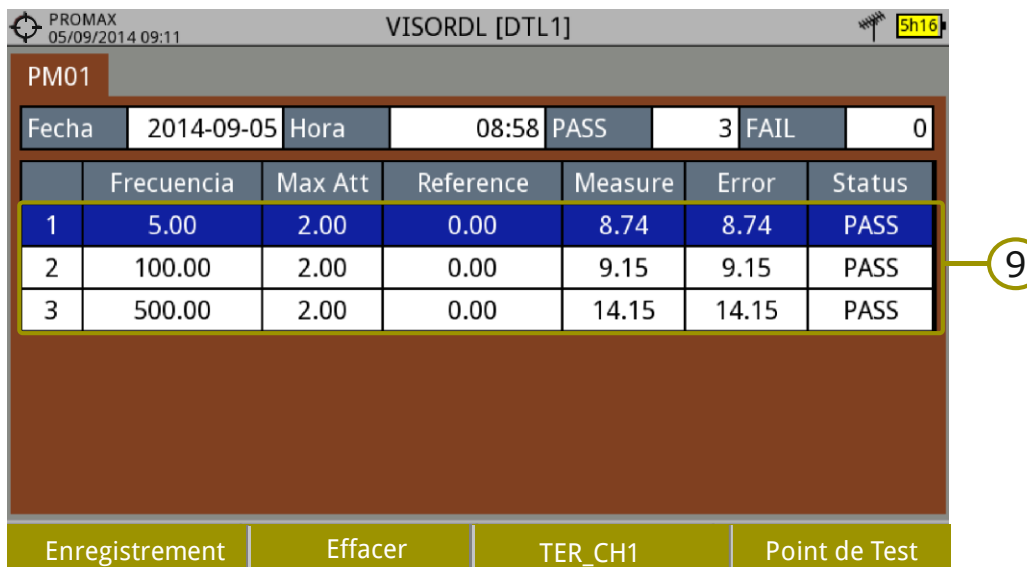 PROMAX
05/09/2014 09:11
VISORDL [DTL1]
5h16
PM01
Fecha 2014-09-05 Hora 08:58 PASS 3 FAIL 0
Frecuencia Max Att Reference Measure Error Status
1 5.00 2.00 0.00 8.74 8.74 PASS
2 100.00 2.00 0.00 9.15 9.15 PASS
3 500.00 2.00 0.00 14.15 14.15 PASS
9
Enregistrement Effacer TER_CH1 Point de Test